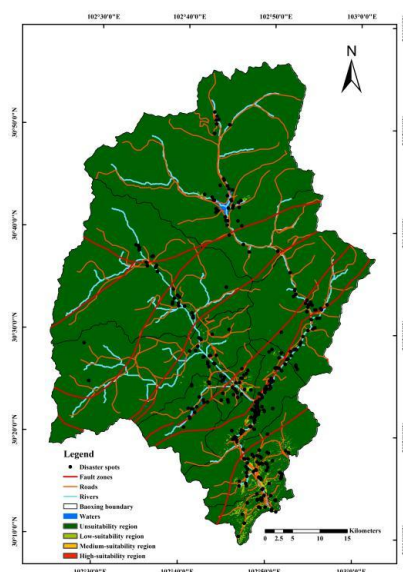 102°30'0"E 102°40'0"E 102°50'0"E 103°0'0"E
N
30°50'0"N
30°40'0"N
30°30'0"N
30°20'0"N
30°10'0"N
Legend
Disaster spots
Fault zones
Roads
Rivers
Baoxing boundary
Waters
Unsuitability region
Low-suitability region
Medium-suitability region
High-suitability region
Kilometers
0 2.5 5 10 15